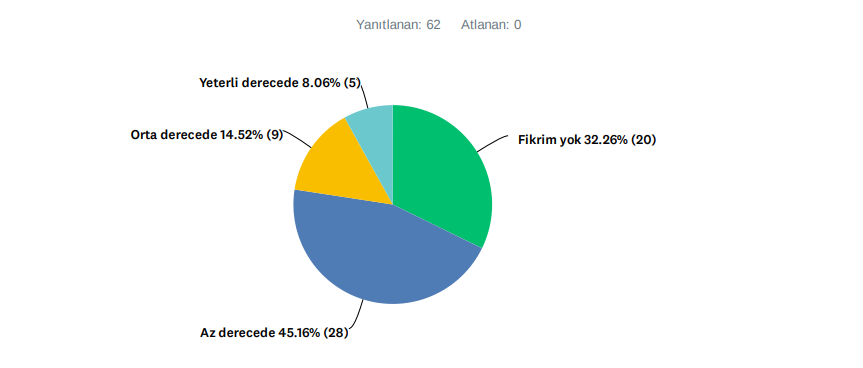 Yanıtlanan: 62 Atlanan: 0
Yeterli derecede 8.06% (5)
Orta derecede 14.52% (9)
Fikrim yok 32.26% (20)
Az derecede 45.16% (28)